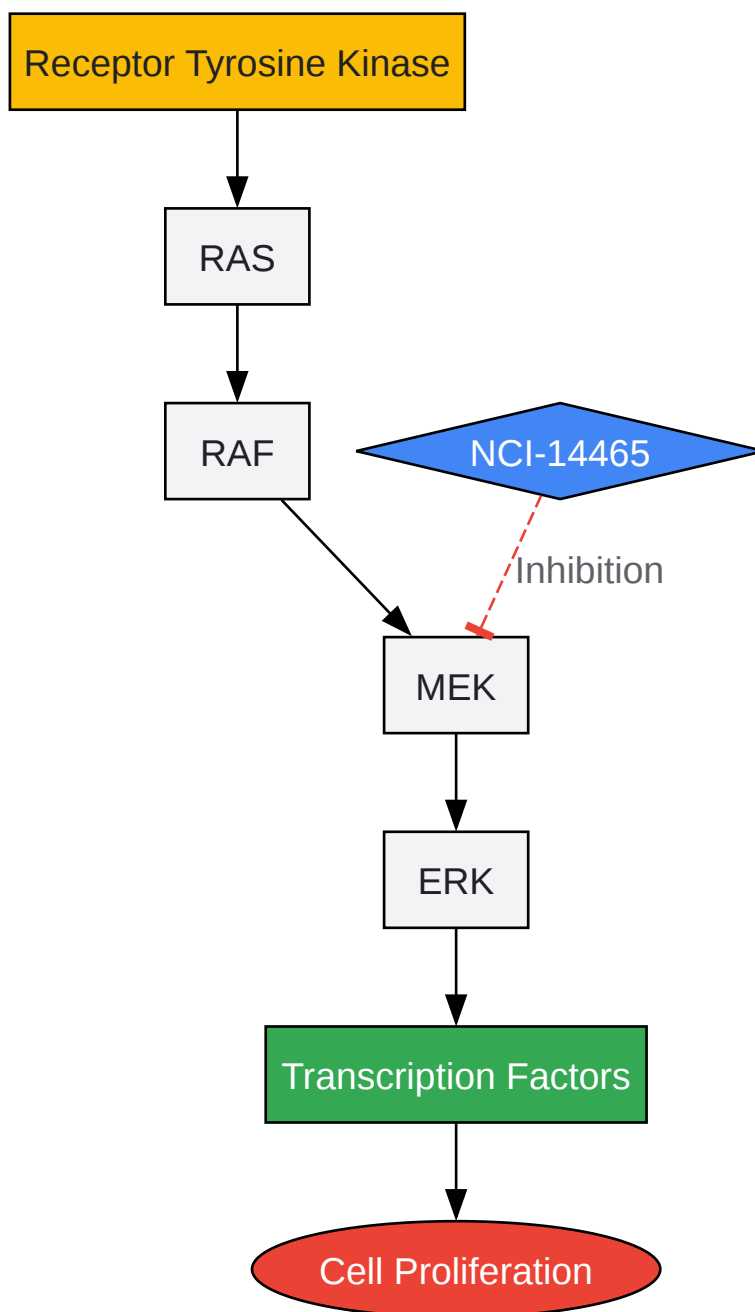 Receptor Tyrosine Kinase
RAS
RAF
NCI-14465
Inhibition
MEK
ERK
Transcription Factors
Cell Proliferation